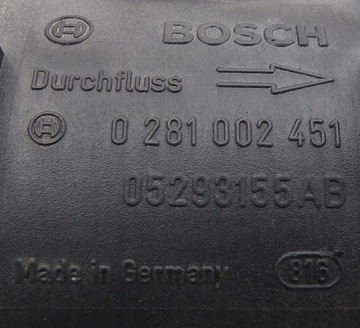 BOSCH
Durchfluss
0 281 002 451
05293155AB
Made in Germany 816